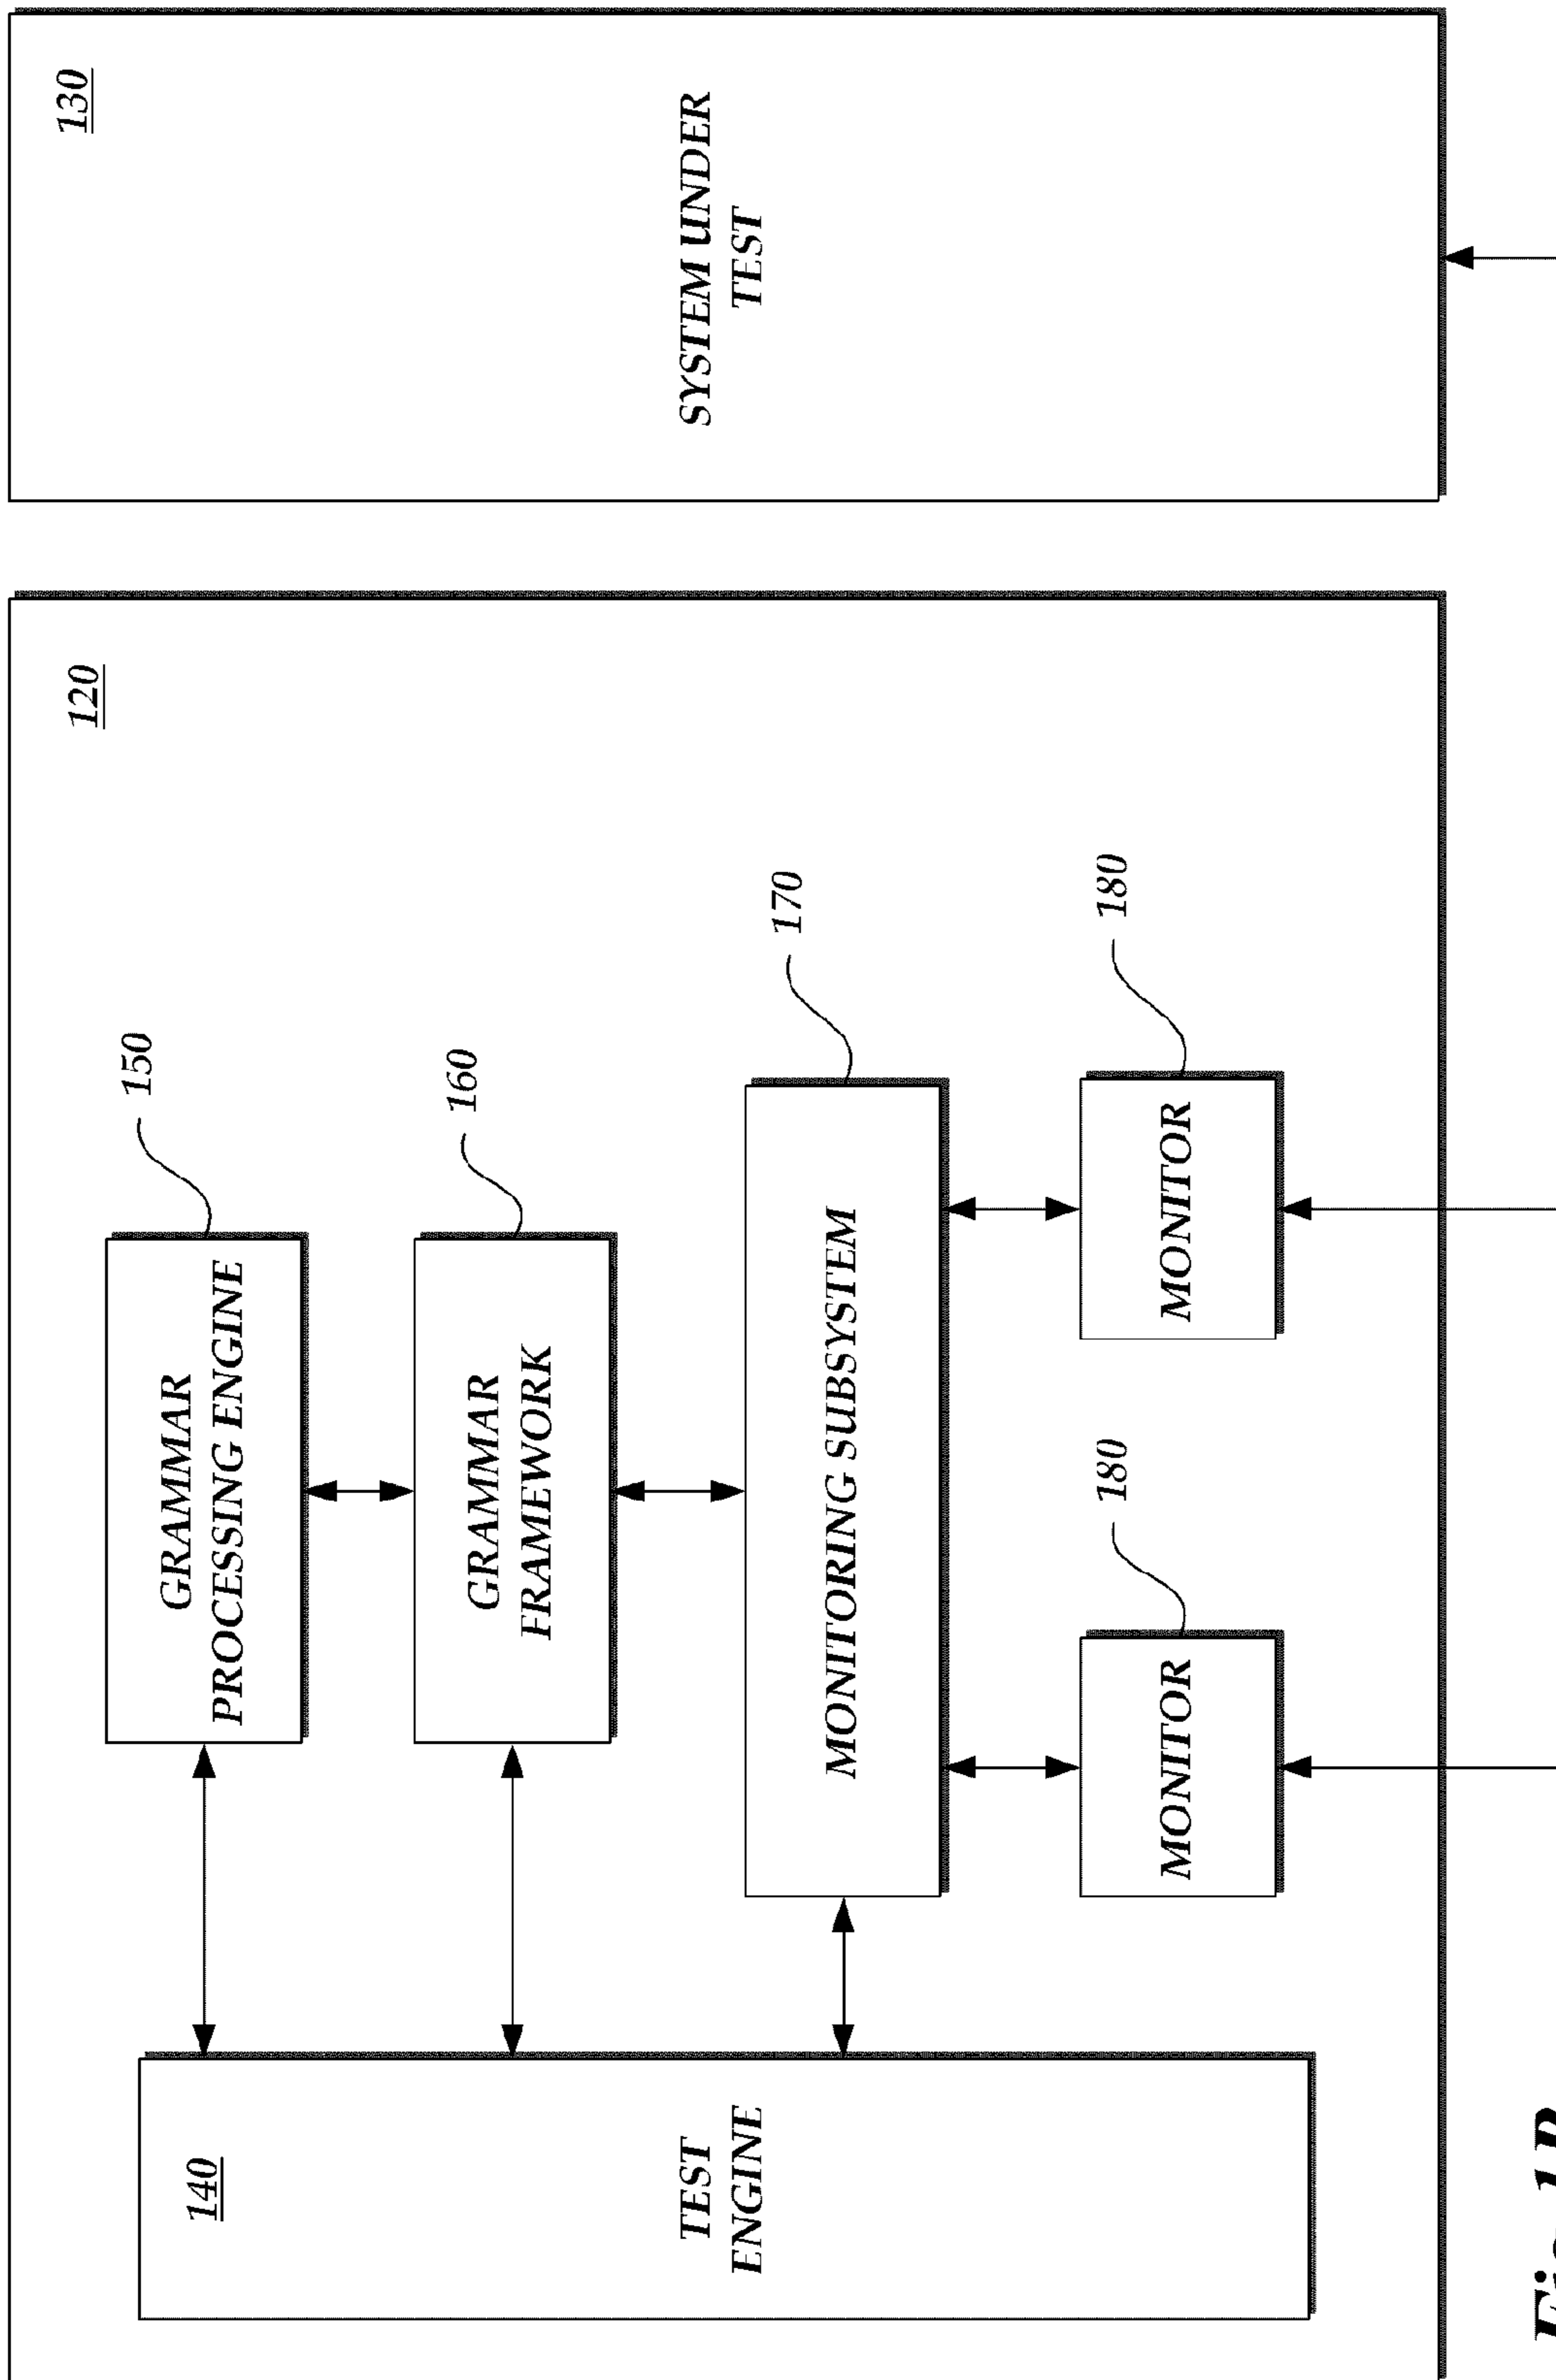 120
130
140
TEST
ENGINE
150
GRAMMAR
PROCESSING ENGINE
160
GRAMMAR
FRAMEWORK
170
MONITORING SUBSYSTEM
180
MONITOR
180
MONITOR
SYSTEM UNDER
TEST